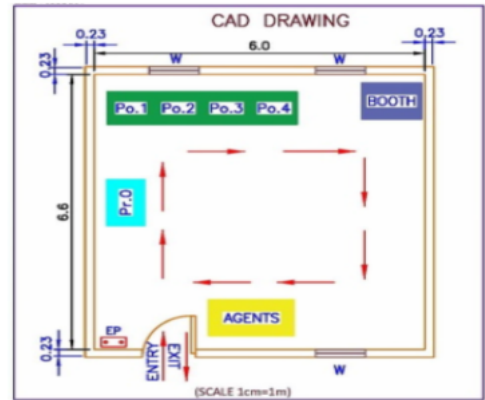 CAD DRAWING
0.23 6.0 0.23
0.23 W W
Po.1 Po.2 Po.3 Po.4 BOOTH
Pr.O
6.6
AGENTS
EP
0.23 ENTRY EXIT W
(SCALE 1cm=1m)